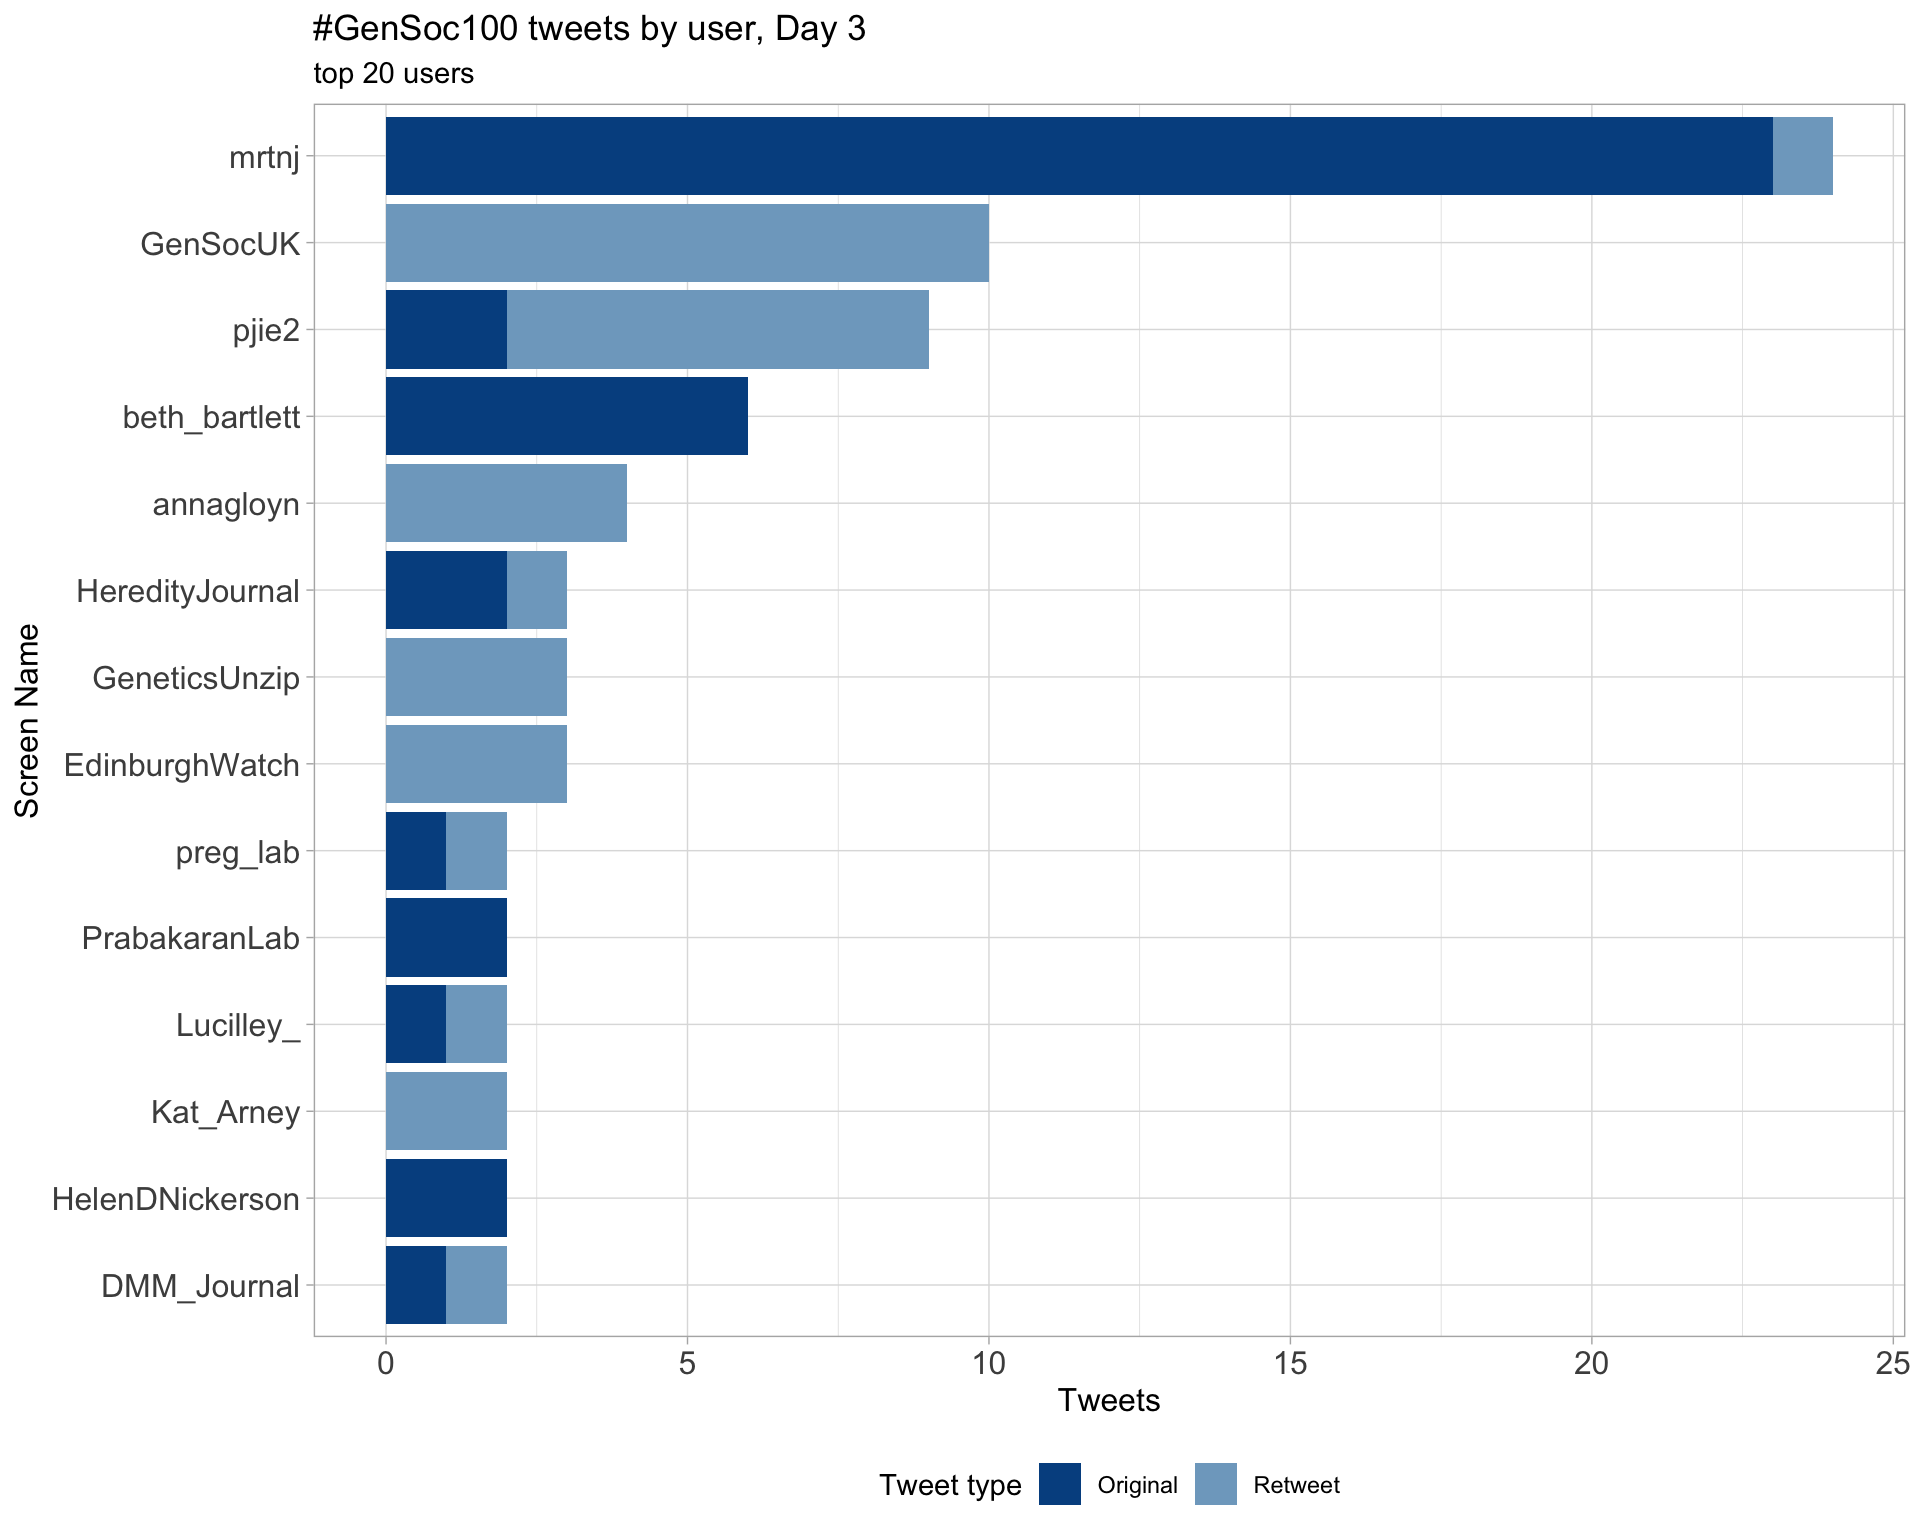 #GenSoc100 tweets by user, Day 3
top 20 users
Screen Name
mrtnj
GenSocUK
pjie2
beth_bartlett
annagloyn
HeredityJournal
GeneticsUnzip
EdinburghWatch
preg_lab
PrabakaranLab
Lucilley_
Kat_Arney
HelenDNickerson
DMM_Journal
0 5 10 15 20 25
Tweets
Tweet type Original Retweet